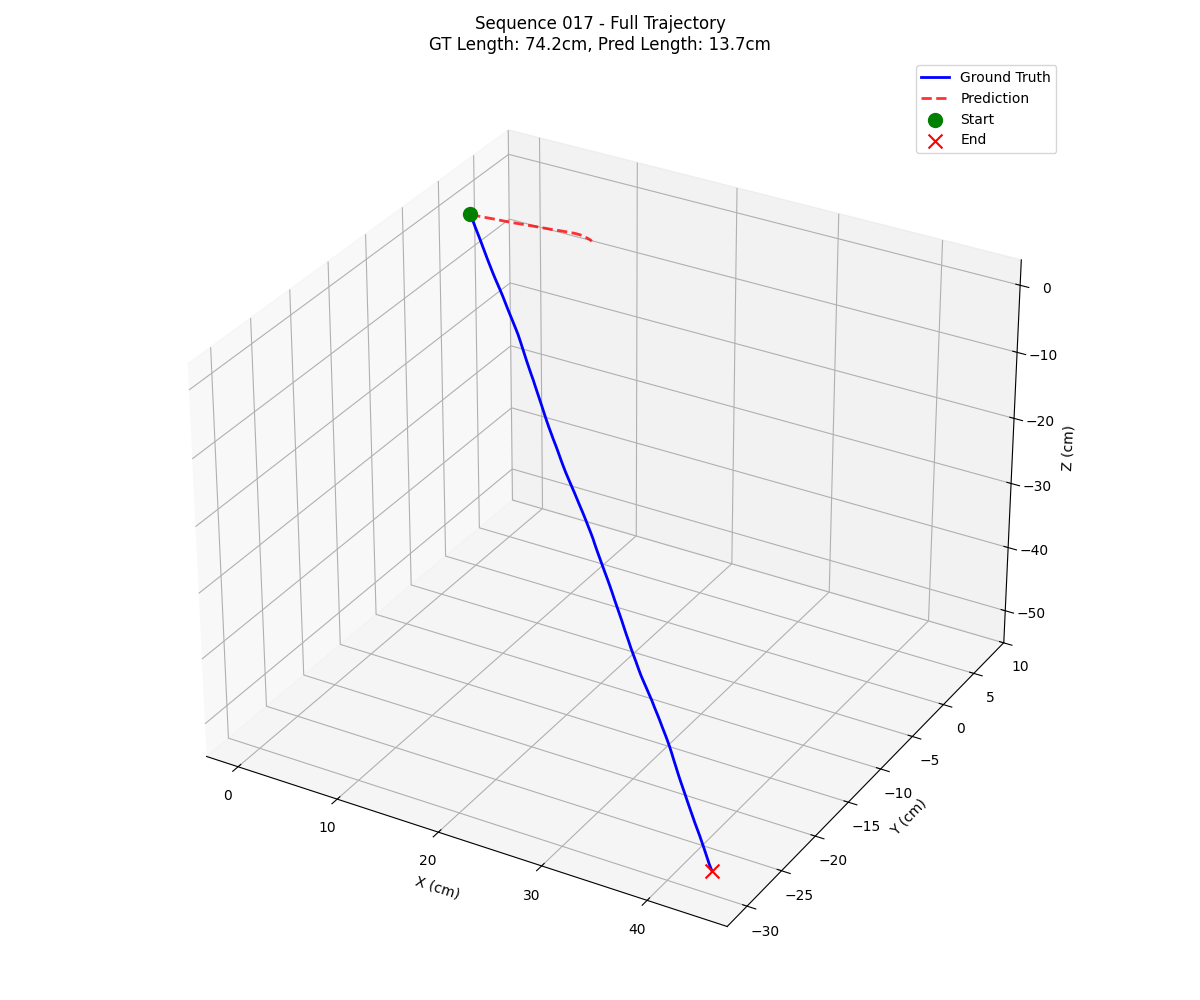 Sequence 017 - Full Trajectory
GT Length: 74.2cm, Pred Length: 13.7cm
Ground Truth
Prediction
Start
End
0
−10
−20
−30
−40
−50
Z (cm)
10
5
0
−5
−10
−15
−20
−25
−30
Y (cm)
0
10
20
30
40
X (cm)